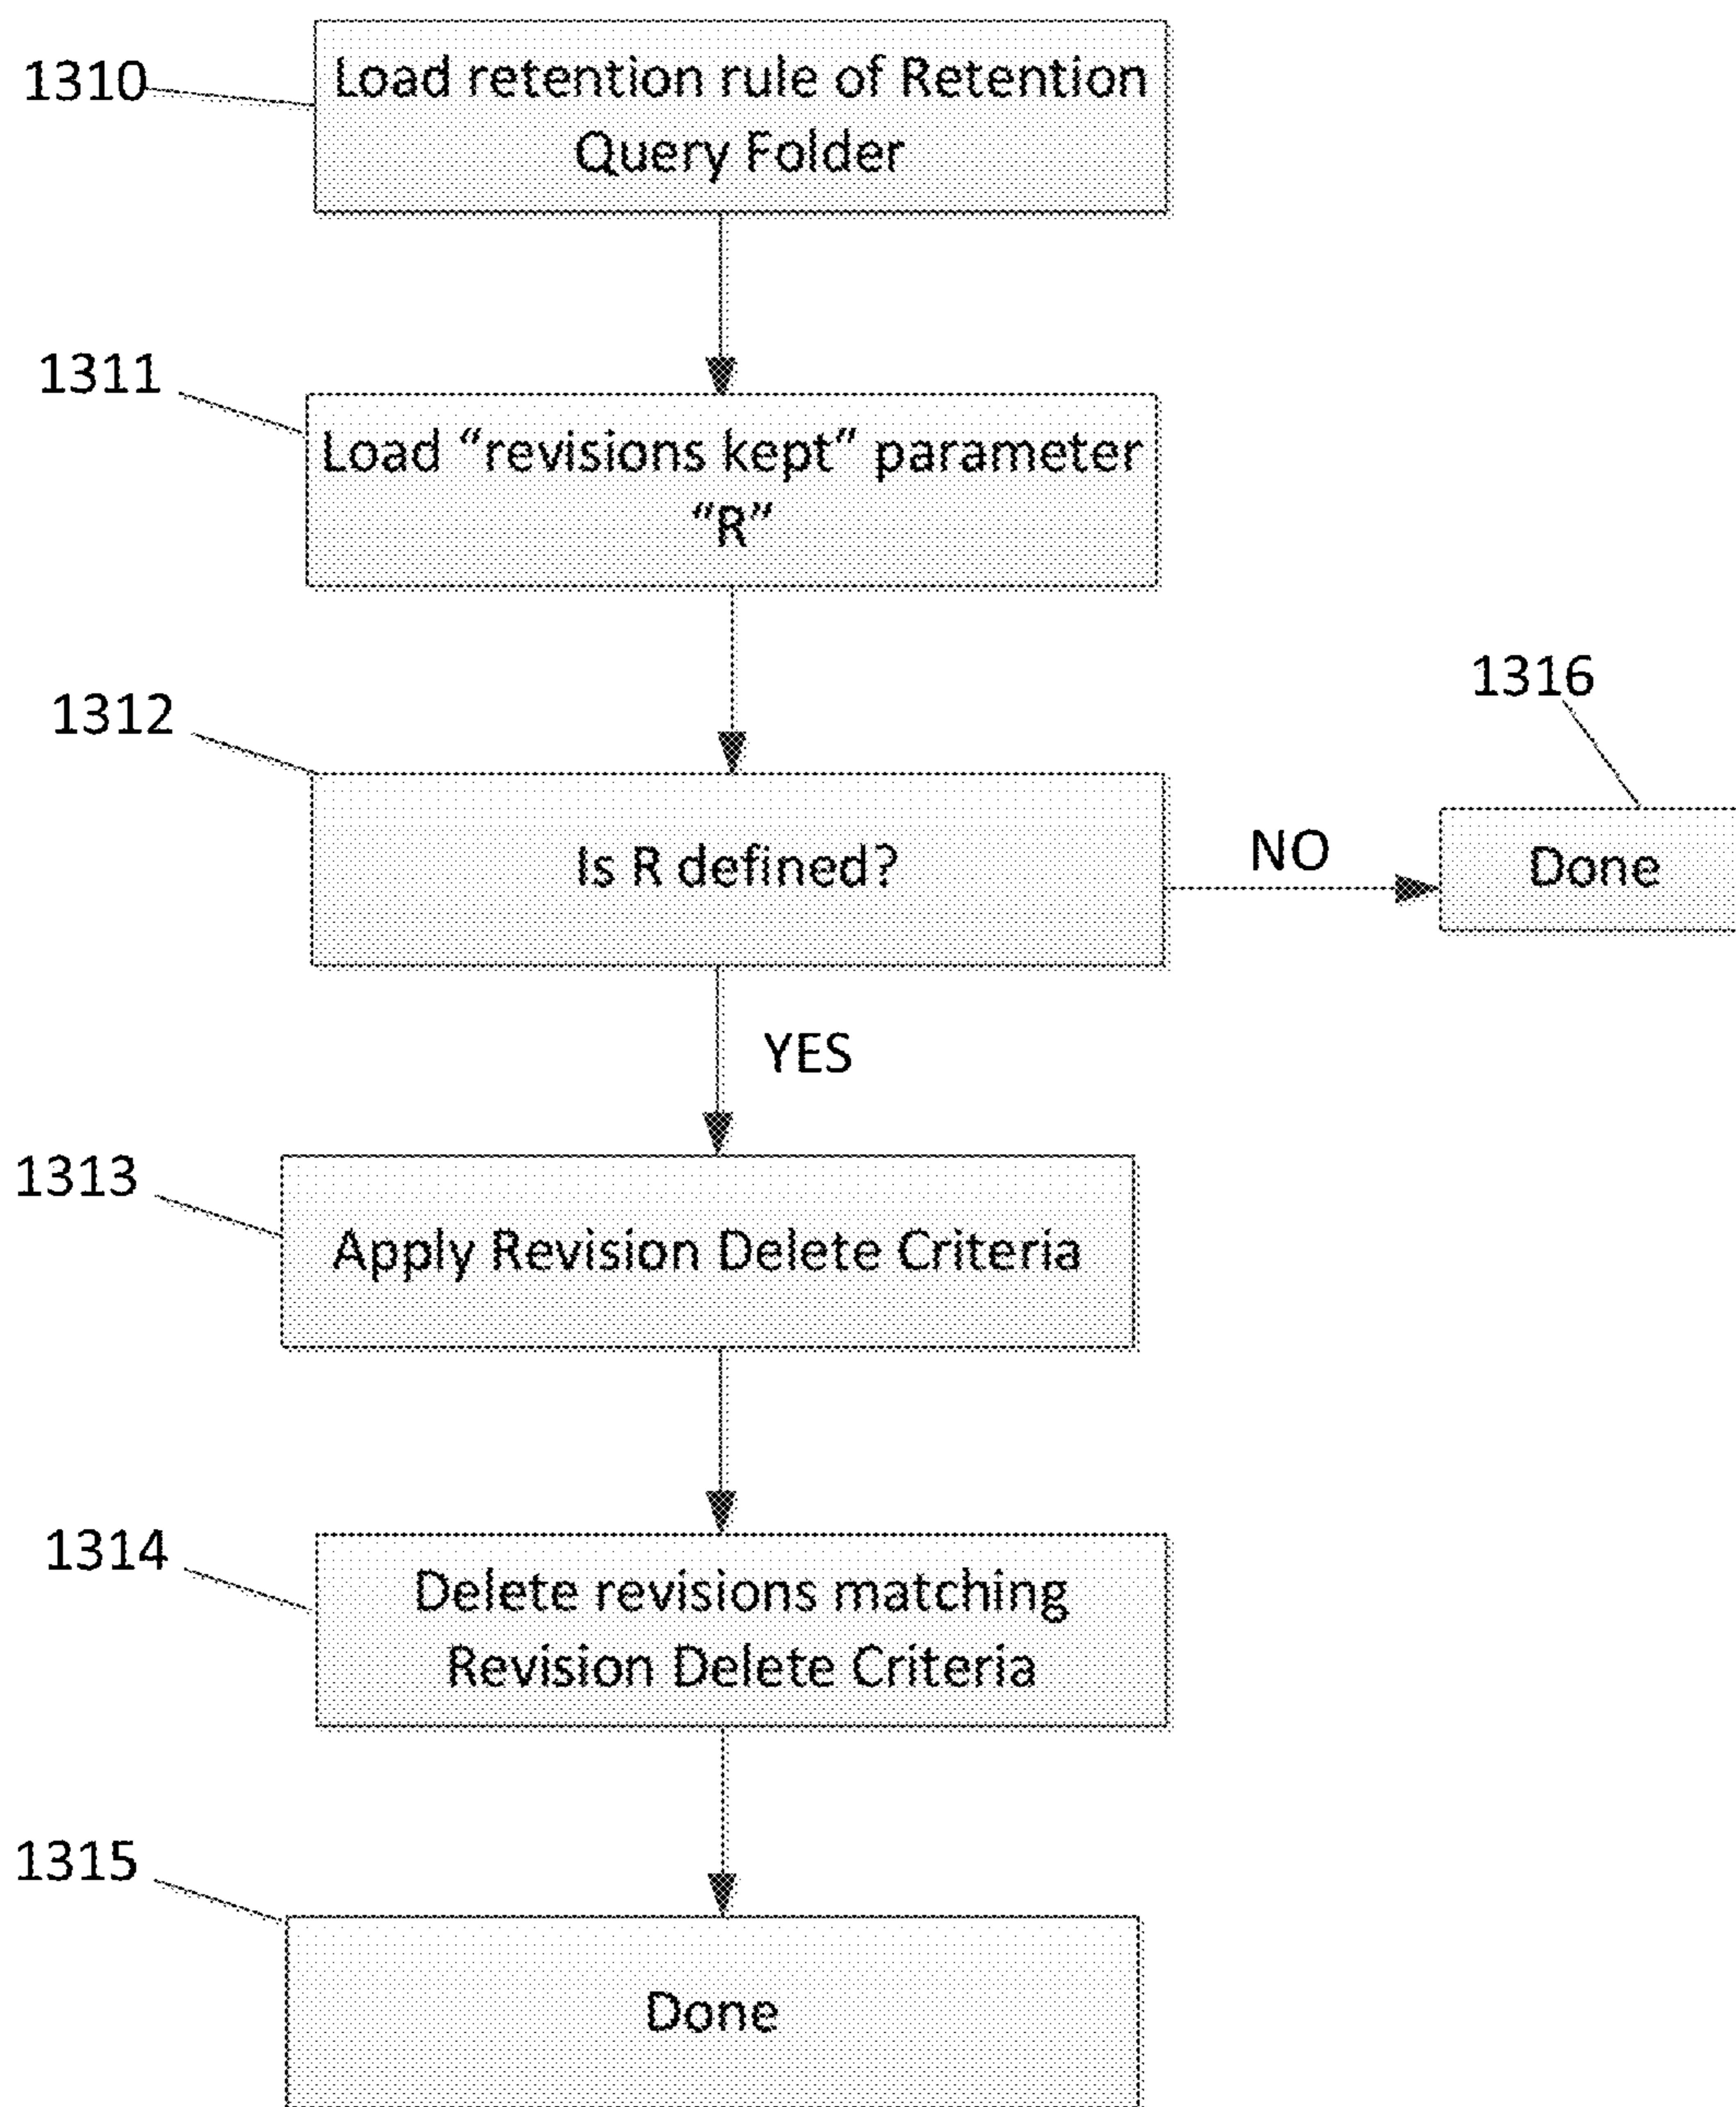 1310
Load retention rule of Retention
Query Folder
1311
Load “revisions kept” parameter
“R”
1312
Is R defined?
NO
1316
Done
YES
1313
Apply Revision Delete Criteria
1314
Delete revisions matching
Revision Delete Criteria
1315
Done